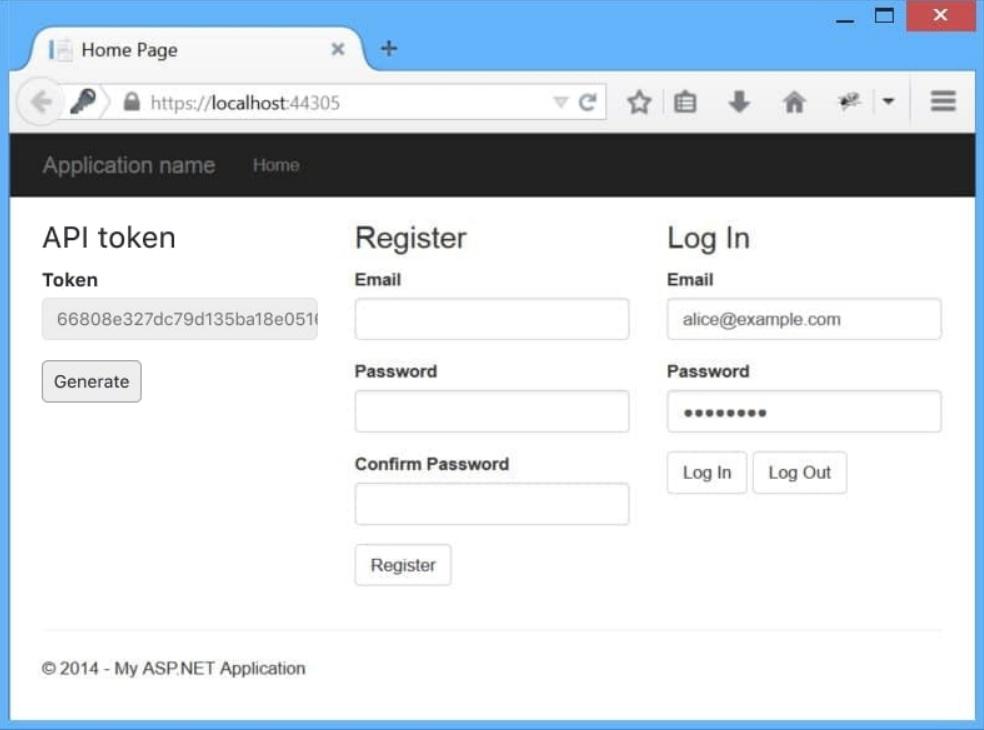 Home Page
https://localhost:44305
Application name Home
API token
Token
66808e327dc79d135ba18e051
Generate
Register
Email
Password
Confirm Password
Register
Log In
Email
alice@example.com
Password
Log In Log Out
© 2014 - My ASP.NET Application